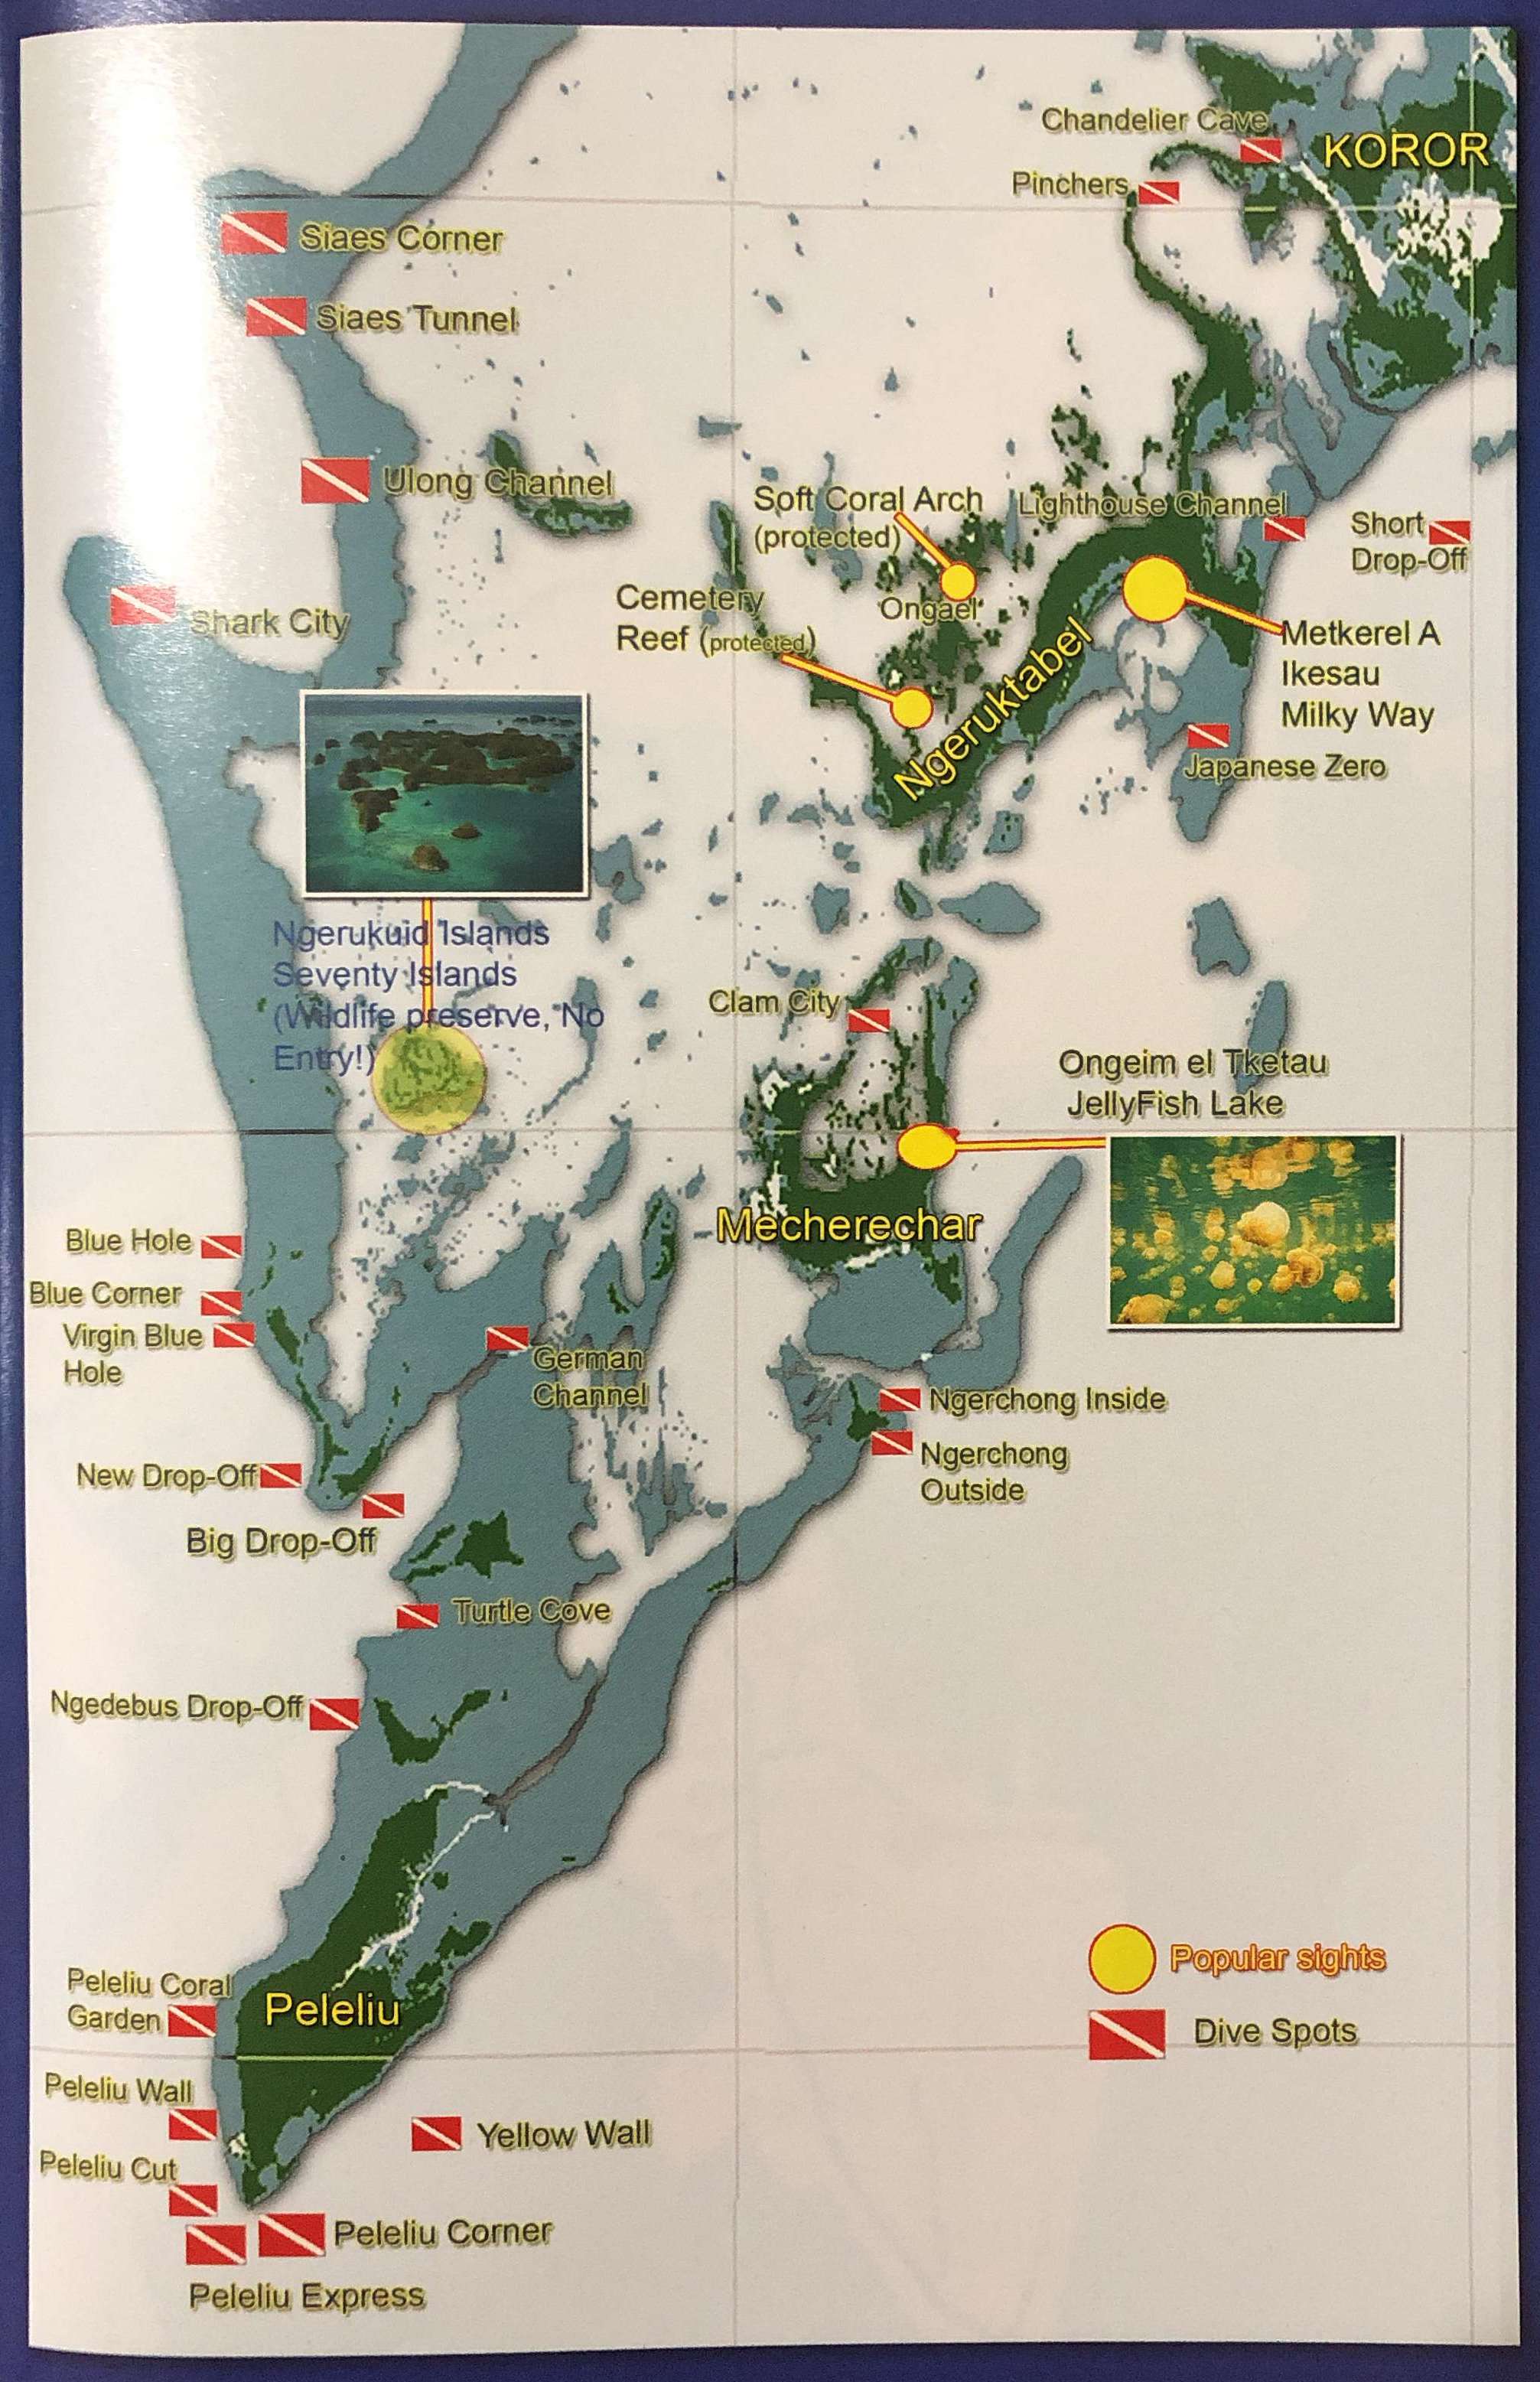 Chandelier Cave
KOROR
Pinchers
Siaes Corner
Siaes Tunnel
Ulong Channel
Soft Coral Arch
(protected)
Lighthouse Channel
Short
Drop-Off
Cemetery
Reef (protected)
Ongael
Shark City
Ngeruktabel
Metkerel A
Ikesau
Milky Way
Japanese Zero
Ngerukuid Islands
Seventy Islands
(Wildlife preserve, No
Entry!)
Clam City
Ongeim el Tketau
JellyFish Lake
Mecherechar
Blue Hole
Blue Corner
Virgin Blue
Hole
German
Channel
Ngerchong Inside
Ngerchong
Outside
New Drop-Off
Big Drop-Off
Turtle Cove
Ngedebus Drop-Off
Peleliu Coral
Garden
Peleliu
Popular sights
Dive Spots
Peleliu Wall
Yellow Wall
Peleliu Cut
Peleliu Corner
Peleliu Express